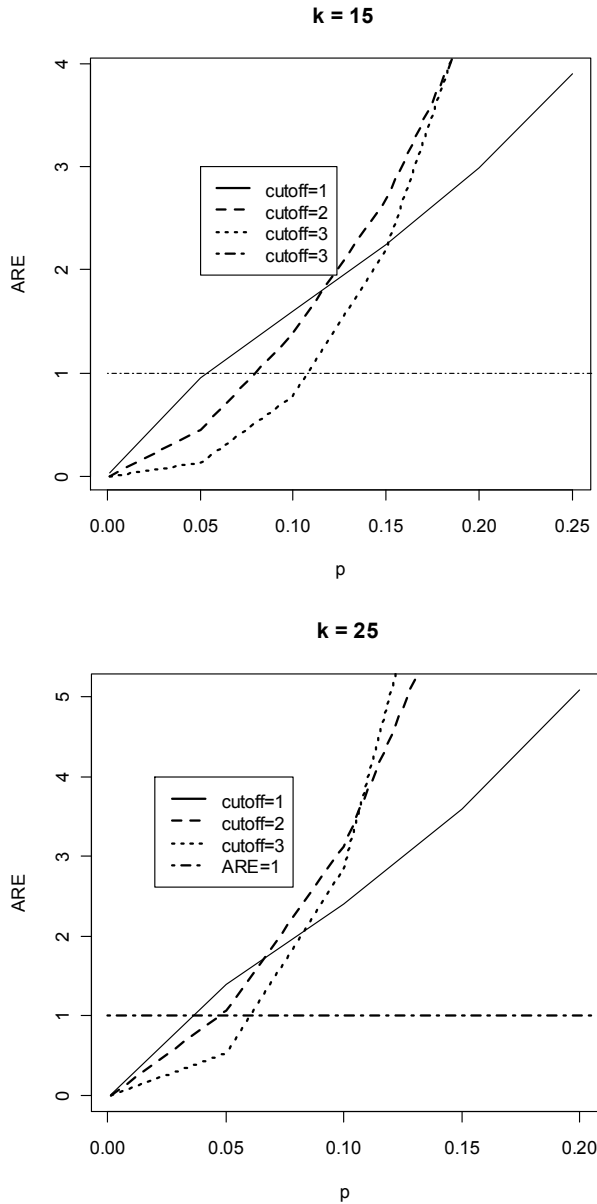 k = 15
4
3
2
1
0
ARE
cutoff=1
cutoff=2
cutoff=3
cutoff=3
0.00 0.05 0.10 0.15 0.20 0.25
p
k = 25
5
4
3
2
1
0
ARE
cutoff=1
cutoff=2
cutoff=3
ARE=1
0.00 0.05 0.10 0.15 0.20
p